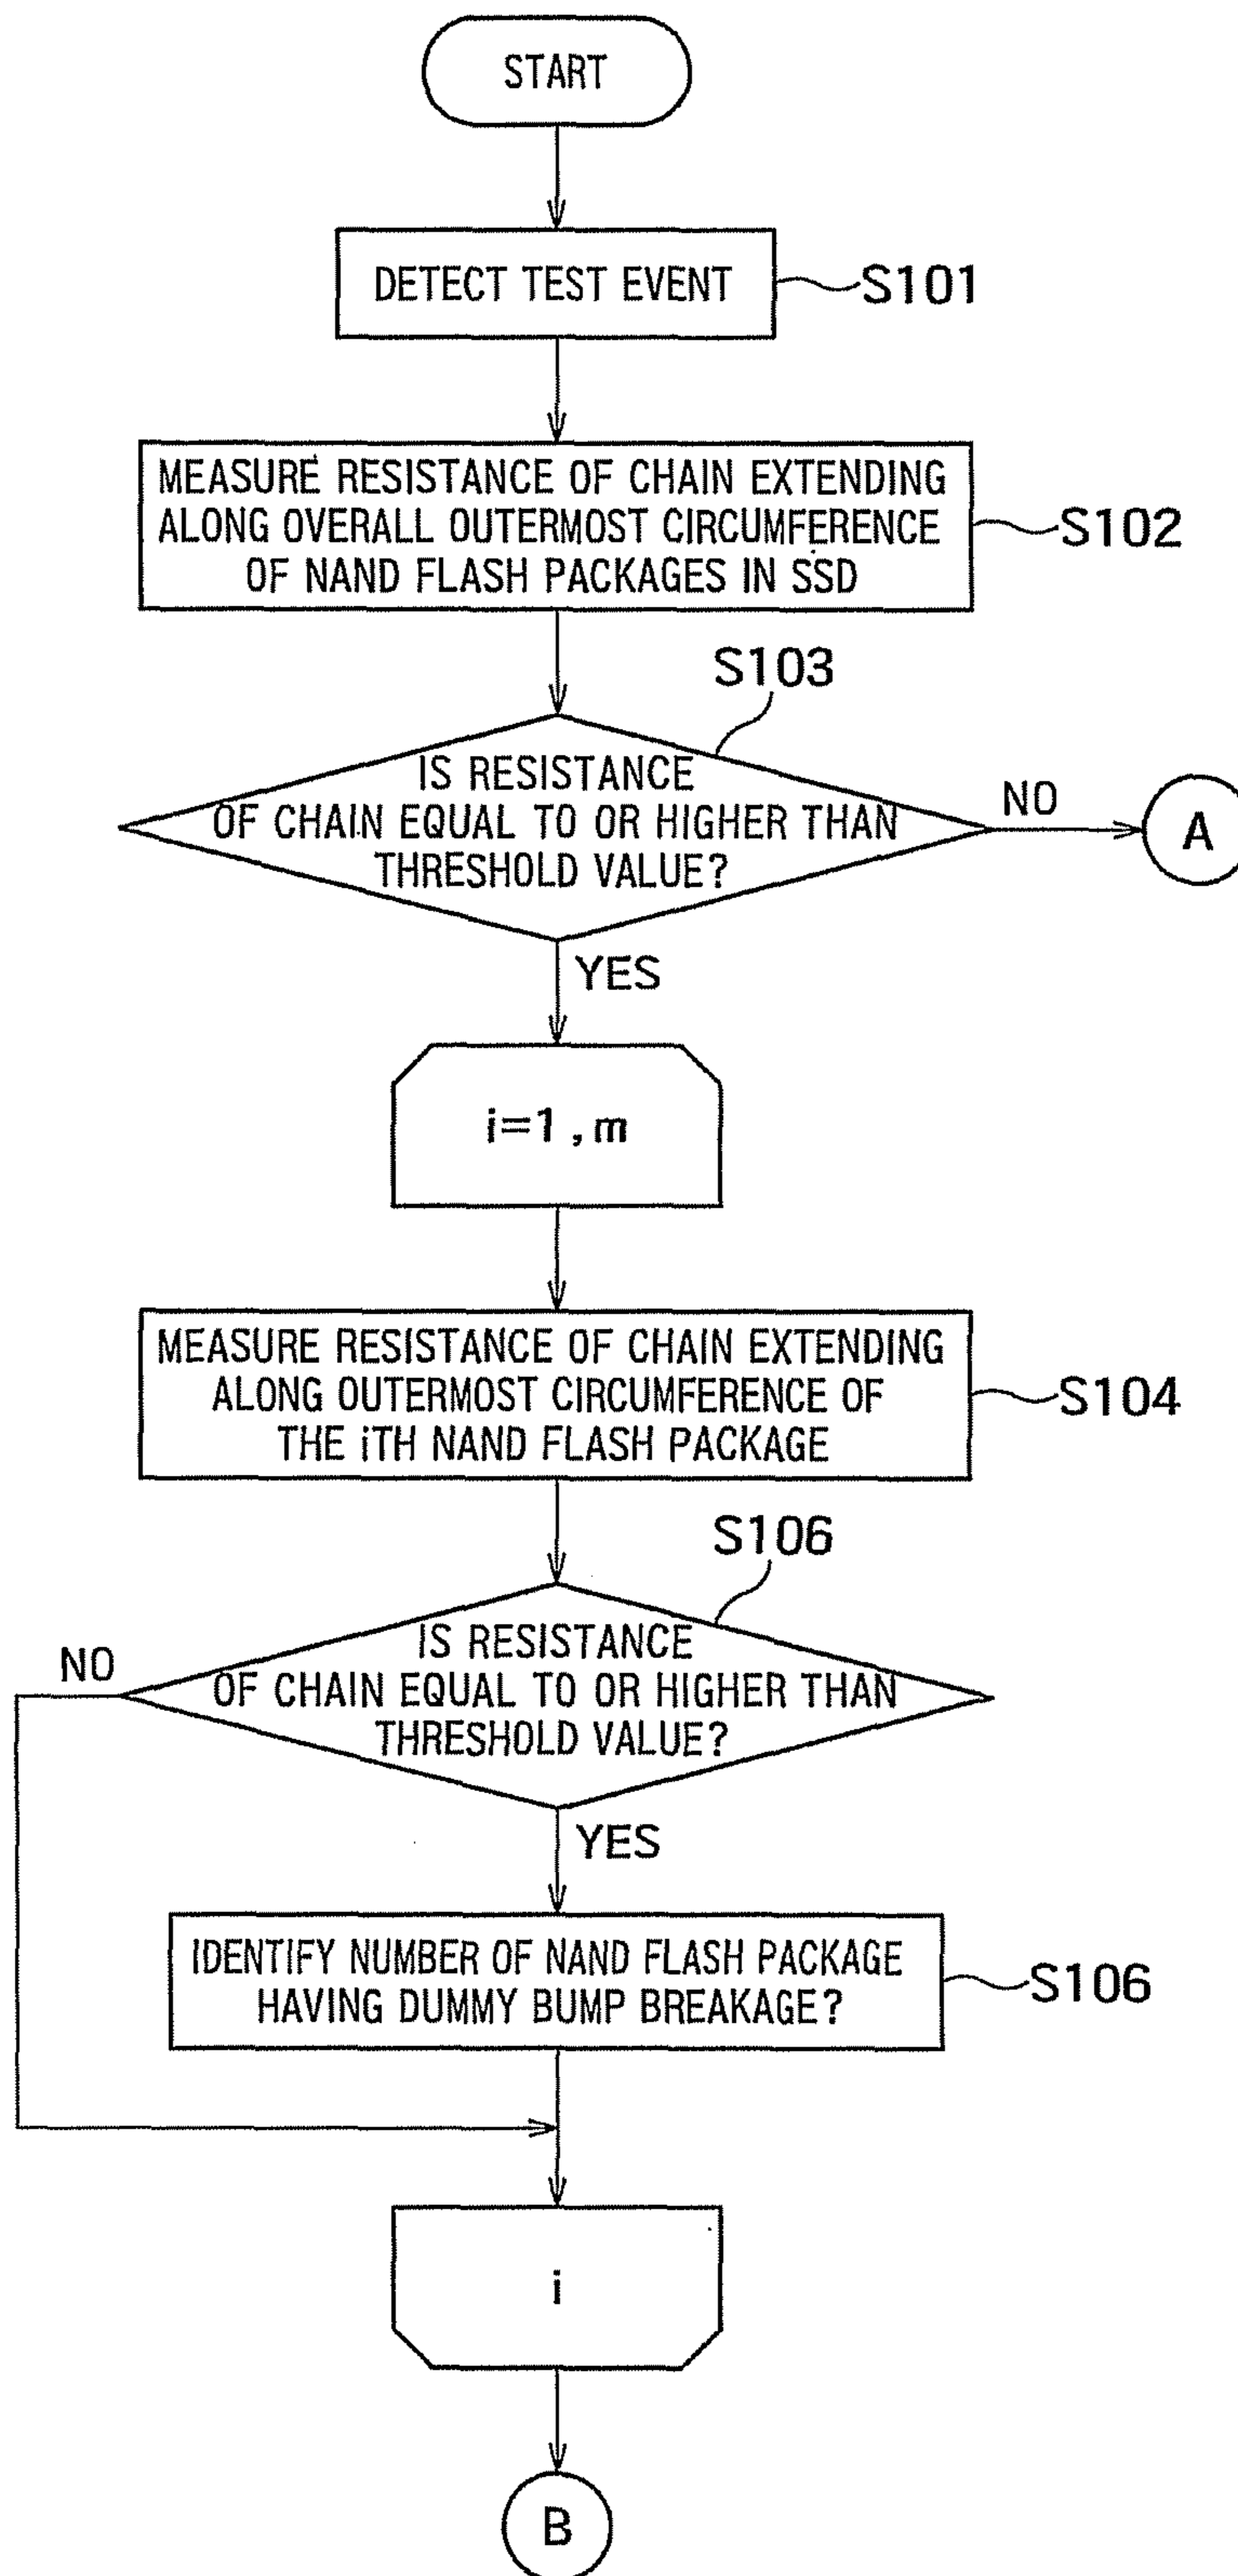 START
DETECT TEST EVENT
S101
MEASURE RESISTANCE OF CHAIN EXTENDING
ALONG OVERALL OUTERMOST CIRCUMFERENCE
OF NAND FLASH PACKAGES IN SSD
S102
S103
IS RESISTANCE
OF CHAIN EQUAL TO OR HIGHER THAN
THRESHOLD VALUE?
NO
A
YES
i=1 , m
MEASURE RESISTANCE OF CHAIN EXTENDING
ALONG OUTERMOST CIRCUMFERENCE OF
THE iTH NAND FLASH PACKAGE
S104
S106
IS RESISTANCE
OF CHAIN EQUAL TO OR HIGHER THAN
THRESHOLD VALUE?
NO
YES
IDENTIFY NUMBER OF NAND FLASH PACKAGE
HAVING DUMMY BUMP BREAKAGE?
S106
i
B